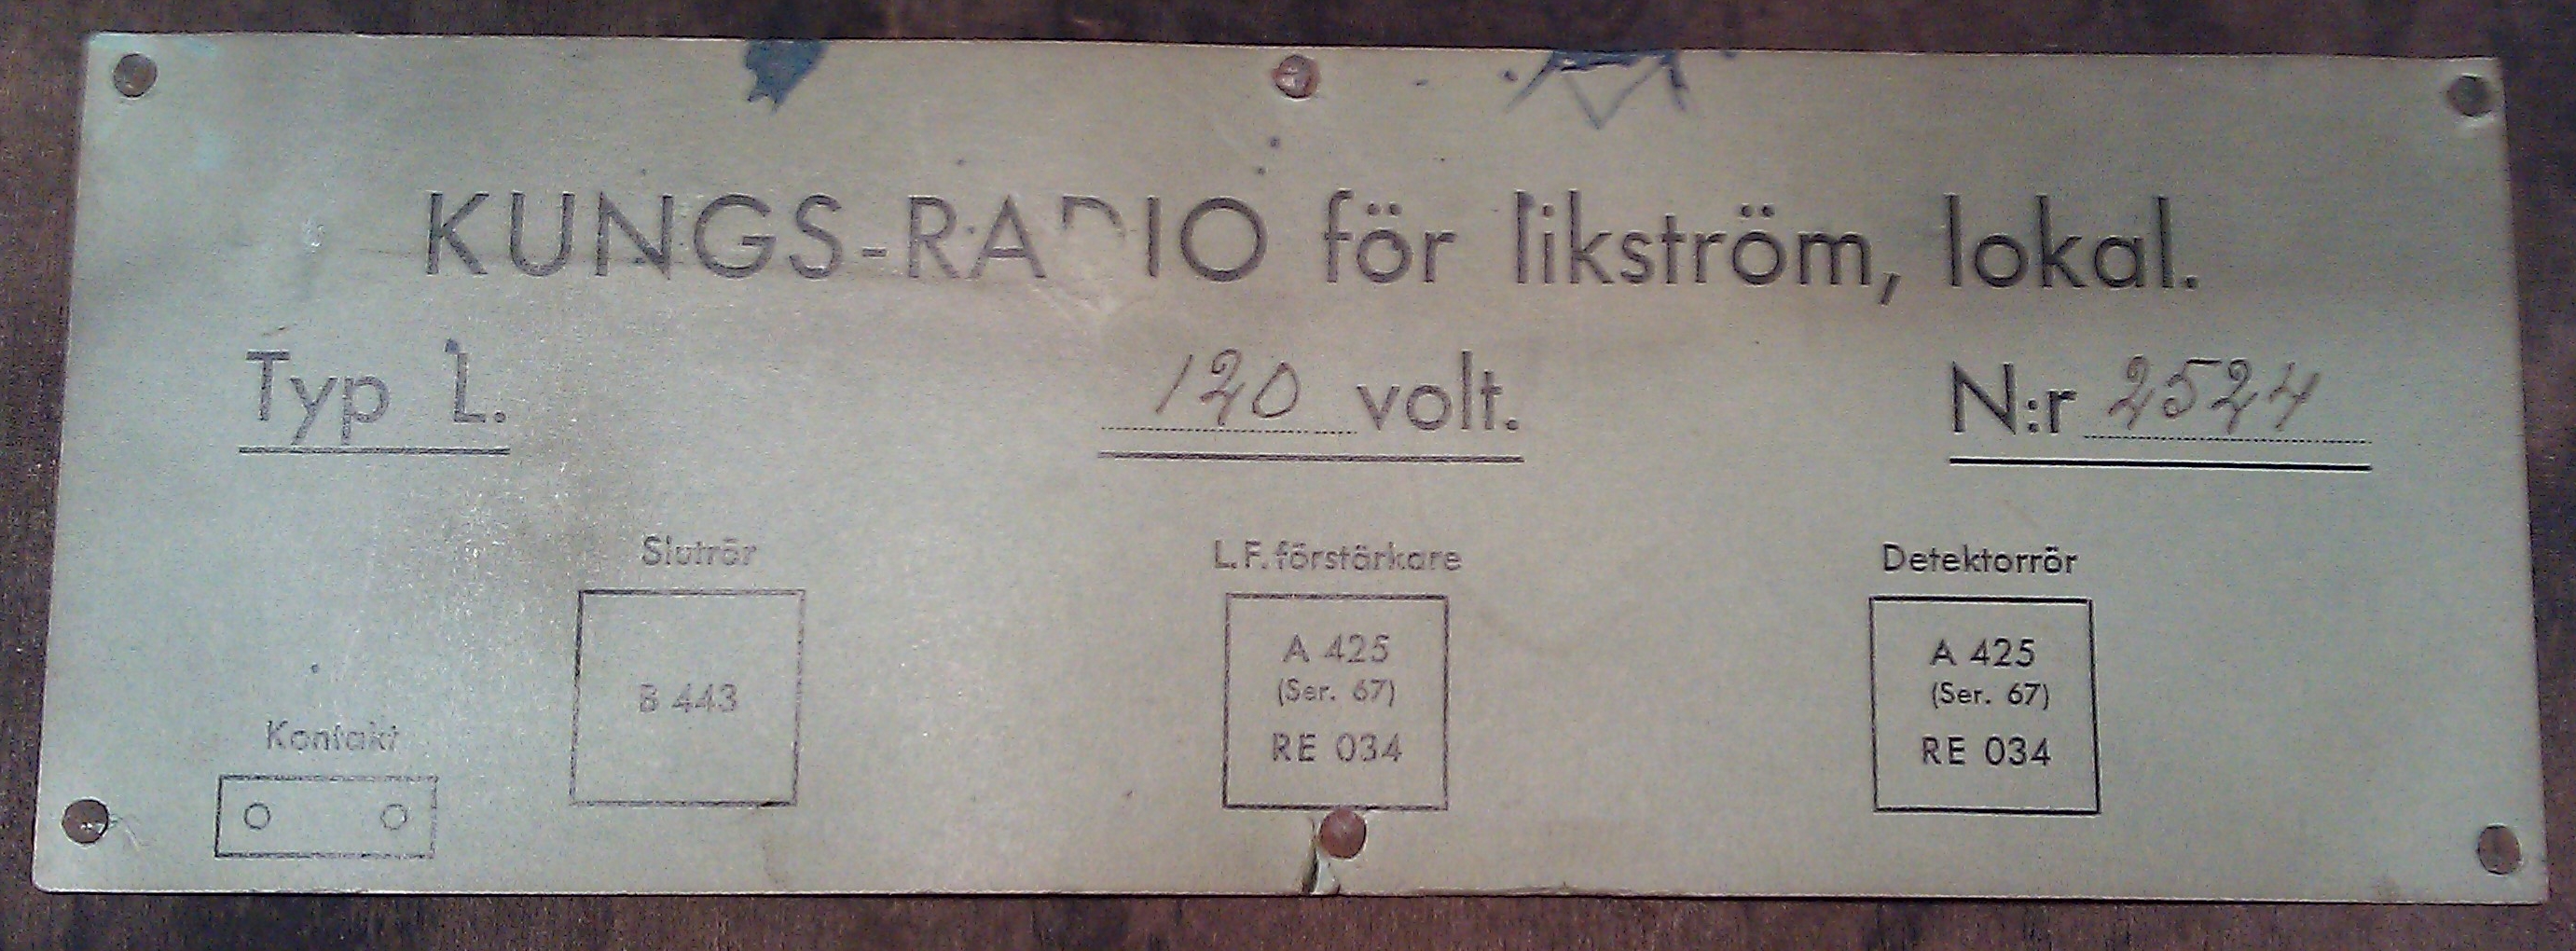 KUNGS-RADIO för likström, lokal.
Typ L. 120 volt. N:r 2524
Slutrör L.F. förstärkare Detektorrör
B 443
A 425
(Ser. 67)
RE 034
A 425
(Ser. 67)
RE 034
Kontakt